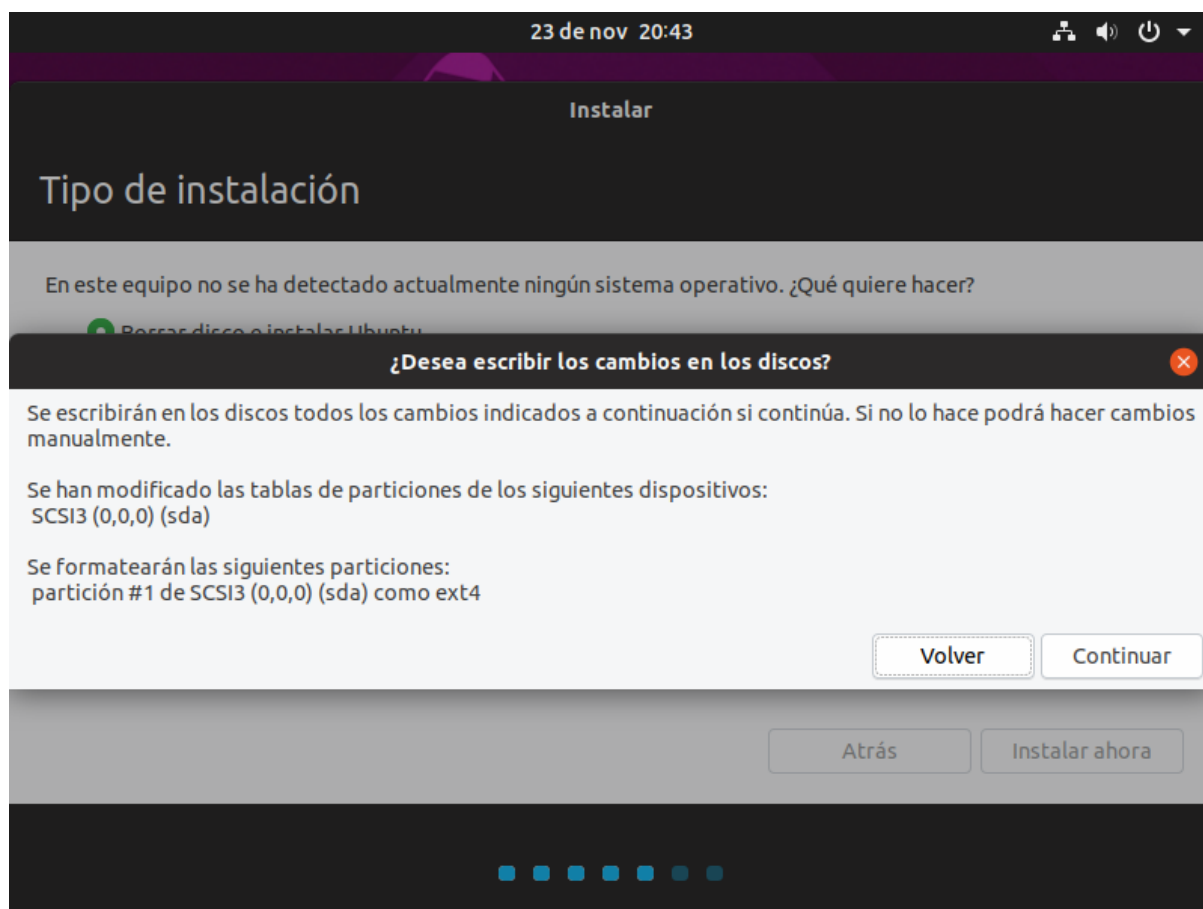 23 de nov 20:43
Instalar
Tipo de instalación
En este equipo no se ha detectado actualmente ningún sistema operativo. ¿Qué quiere hacer?
Borrar disco e instalar Ubuntu
¿Desea escribir los cambios en los discos?
Se escribirán en los discos todos los cambios indicados a continuación si continúa. Si no lo hace podrá hacer cambios
manualmente.
Se han modificado las tablas de particiones de los siguientes dispositivos:
SCSI3 (0,0,0) (sda)
Se formatearán las siguientes particiones:
partición #1 de SCSI3 (0,0,0) (sda) como ext4
Volver Continuar
Atrás Instalar ahora